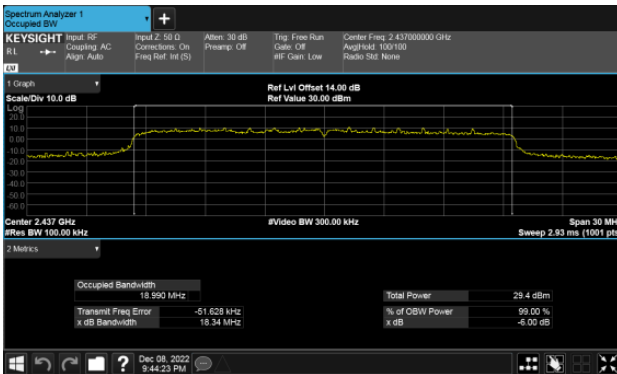 Spectrum Analyzer 1
Occupied BW
+
KEYSIGHT Input: RF Input Z: 50 Ω Atten: 30 dB Trig: Free Run Center Freq: 2.437000000 GHz
R L Coupling: AC Corrections: On Preamp: Off Gate: Off Avg|Hold: 100/100
Align: Auto Freq Ref: Int (S) #IF Gain: Low Radio Std: None
LXI
1 Graph
Ref Lvl Offset 14.00 dB
Scale/Div 10.0 dB Ref Value 30.00 dBm
Log
20.0
10.0
0.00
-10.0
-20.0
-30.0
-40.0
-50.0
-60.0
Center 2.437 GHz #Video BW 300.00 kHz Span 30 MH
#Res BW 100.00 kHz Sweep 2.93 ms (1001 pts
2 Metrics
Occupied Bandwidth
18.990 MHz Total Power 29.4 dBm
Transmit Freq Error -51.628 kHz % of OBW Power 99.00 %
x dB Bandwidth 18.34 MHz x dB -6.00 dB
? Dec 08, 2022
9:44:23 PM